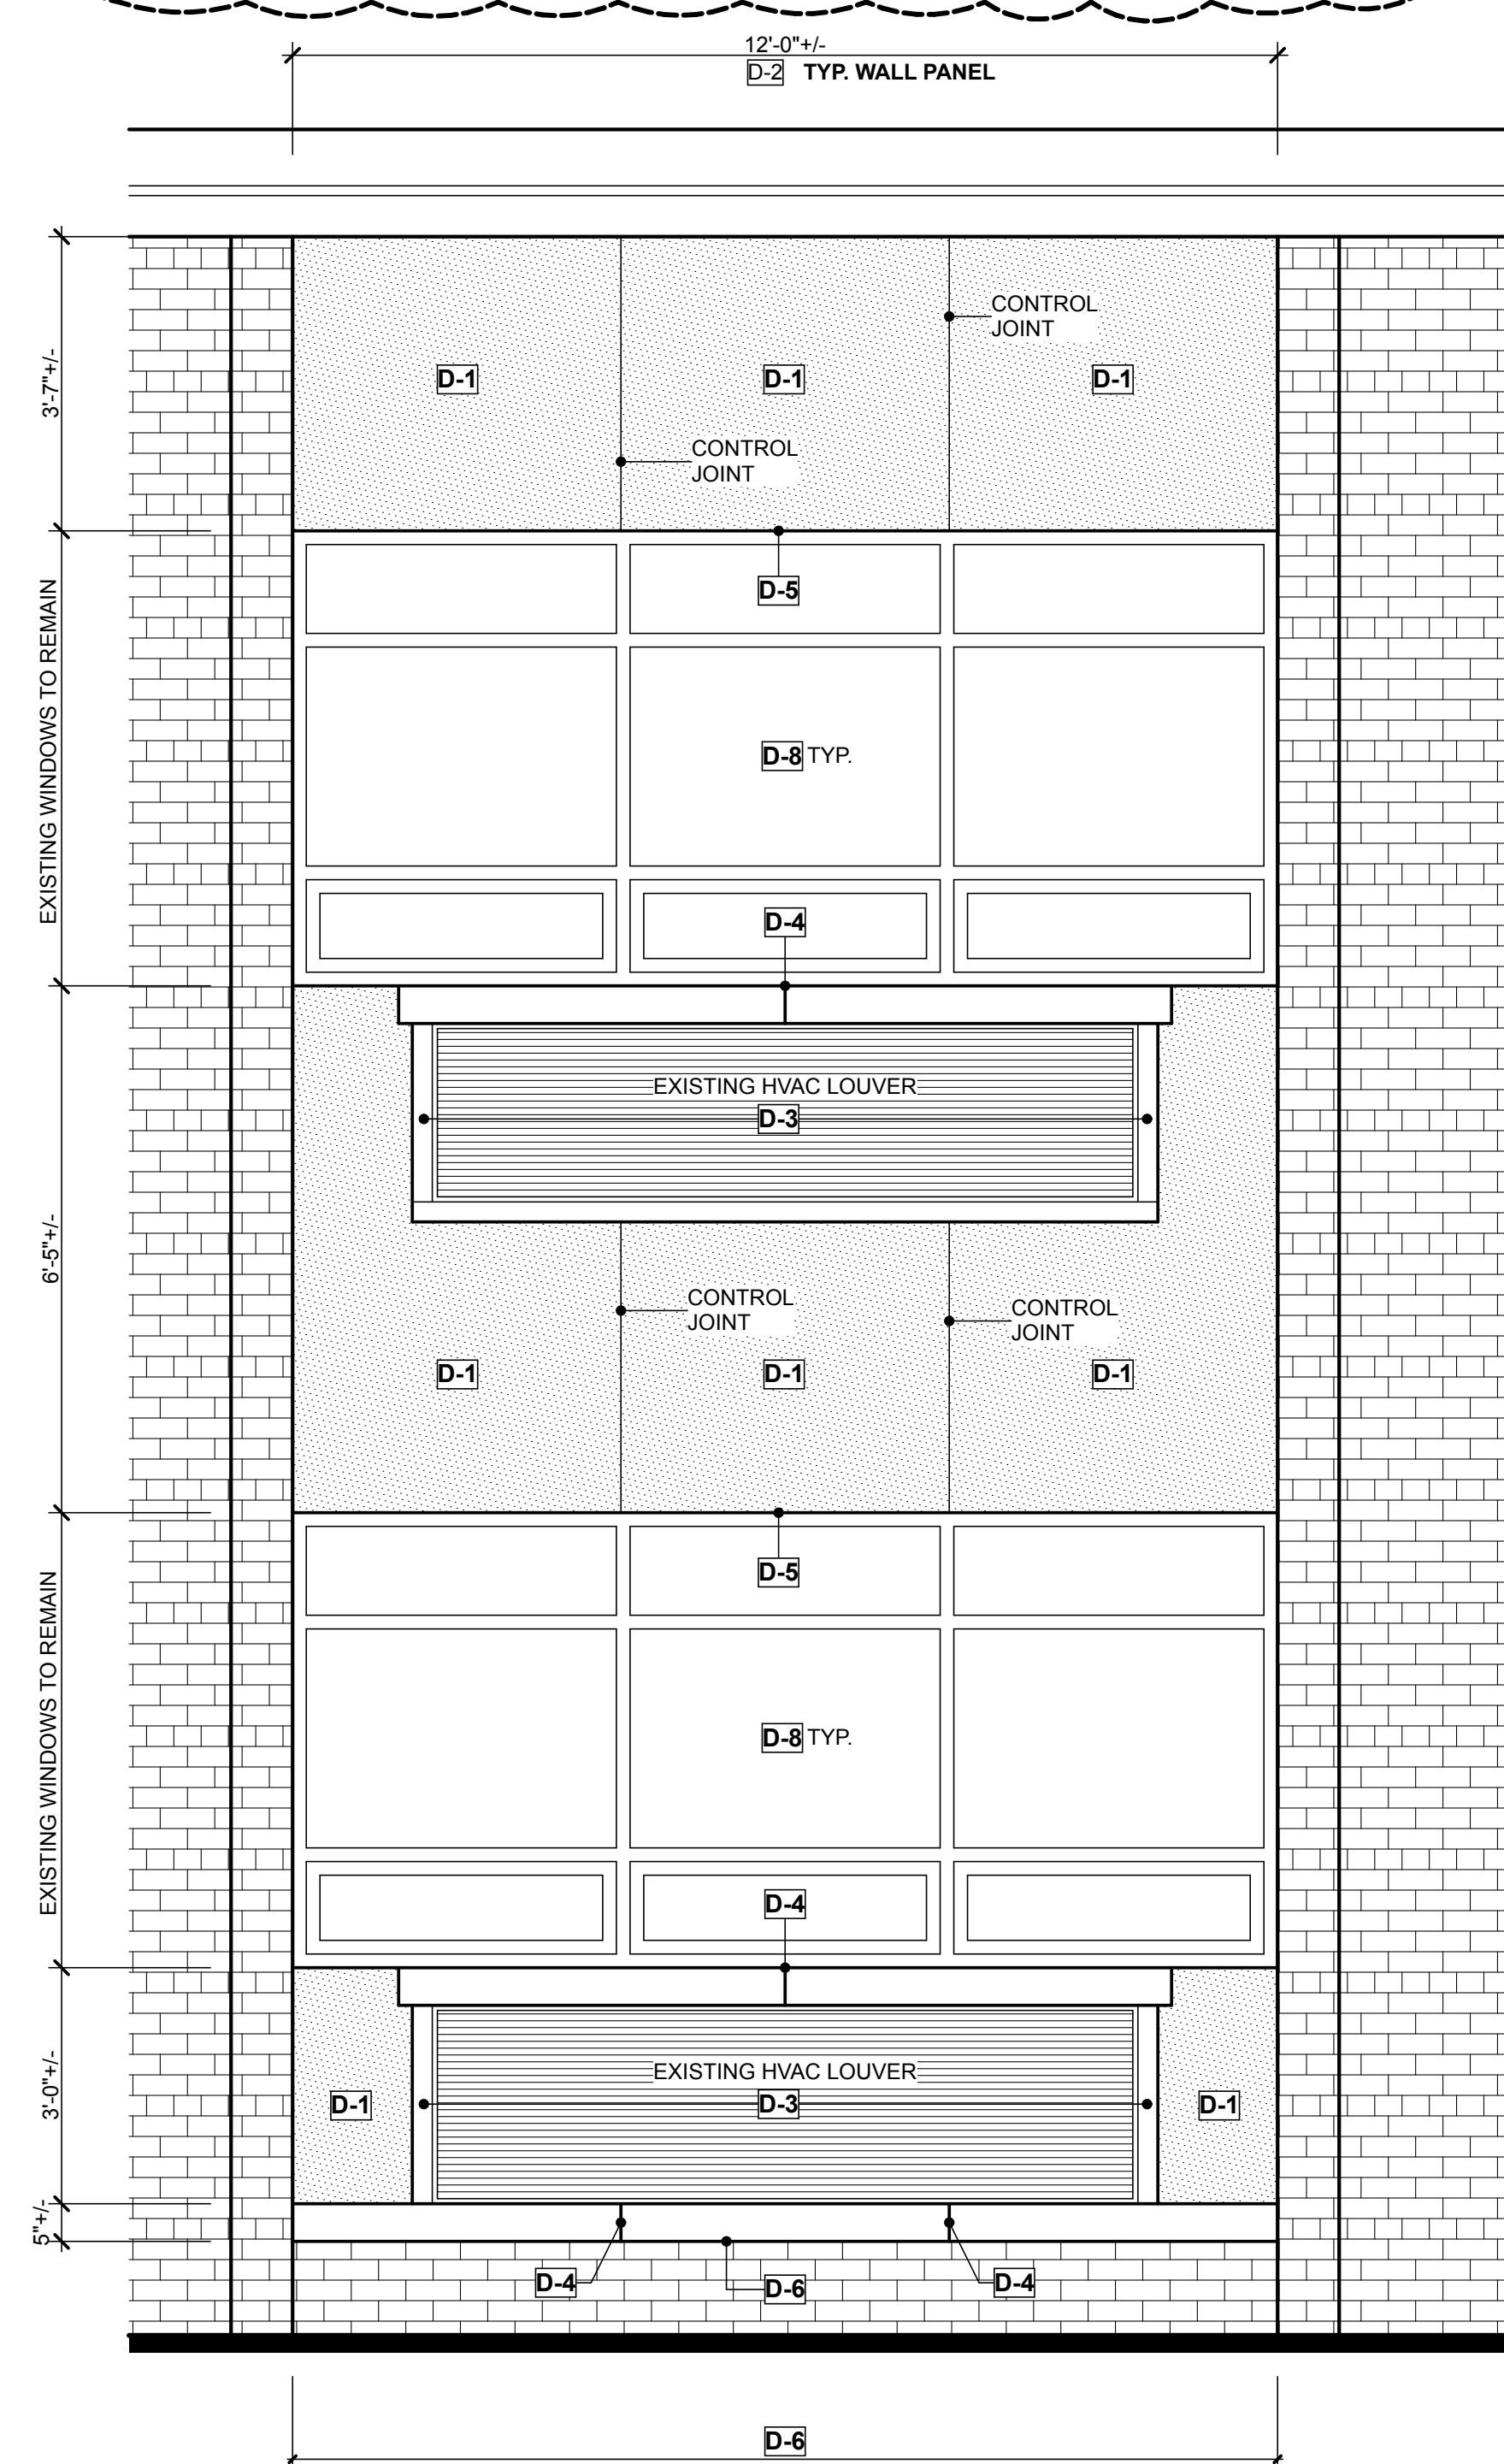 12'-0"+/-
D-2 TYP. WALL PANEL
3'-7"+/-
CONTROL
JOINT
D-1
D-1
D-1
CONTROL
JOINT
EXISTING WINDOWS TO REMAIN
D-5
D-8 TYP.
D-4
6'-5"+/-
EXISTING HVAC LOUVER
D-3
CONTROL
JOINT
CONTROL
JOINT
D-1
D-1
D-1
EXISTING WINDOWS TO REMAIN
D-5
D-8 TYP.
D-4
3'-0"+/-
EXISTING HVAC LOUVER
D-3
D-1
D-1
5"+/-
D-4
D-6
D-4
D-6